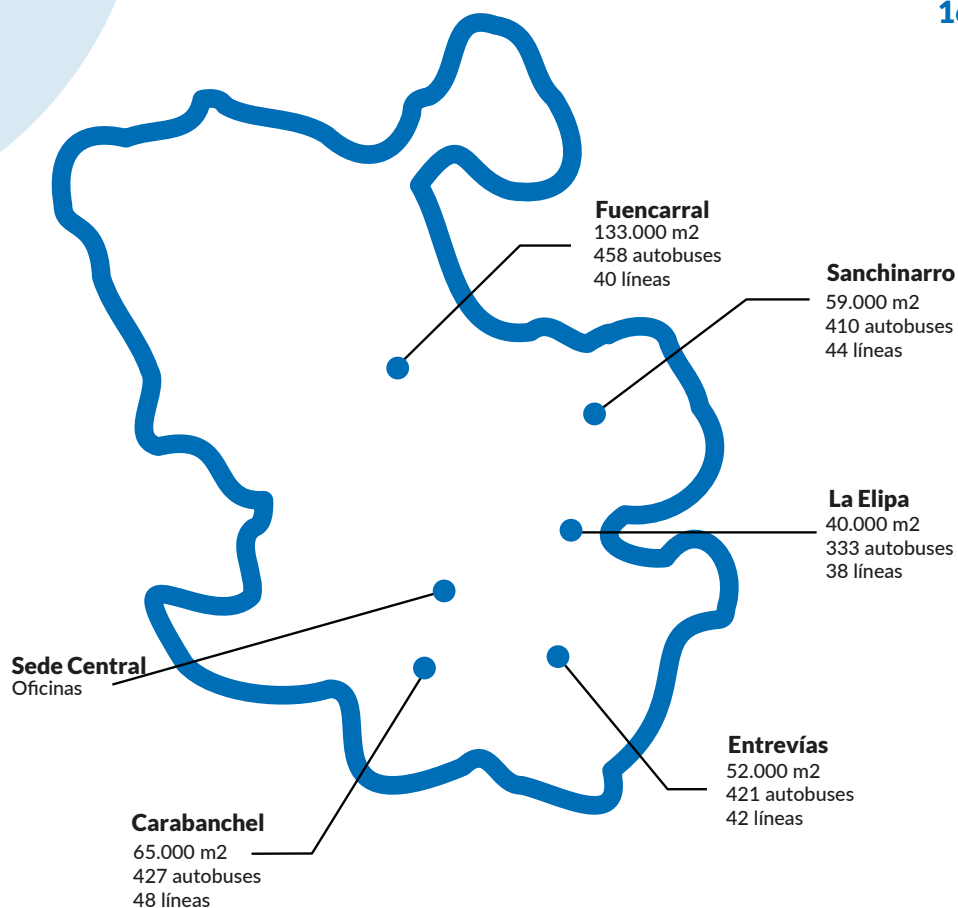 Fuencarral
133.000 m2
458 autobuses
40 líneas
Sanchinarro
59.000 m2
410 autobuses
44 líneas
La Elipa
40.000 m2
333 autobuses
38 líneas
Sede Central
Oficinas
Entrevías
52.000 m2
421 autobuses
42 líneas
Carabanchel
65.000 m2
427 autobuses
48 líneas